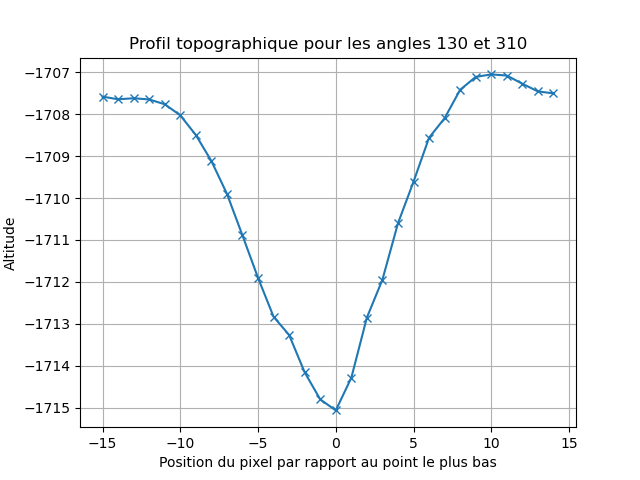 Profil topographique pour les angles 130 et 310
Altitude
−1707
−1708
−1709
−1710
−1711
−1712
−1713
−1714
−1715
−15 −10 −5 0 5 10 15
Position du pixel par rapport au point le plus bas